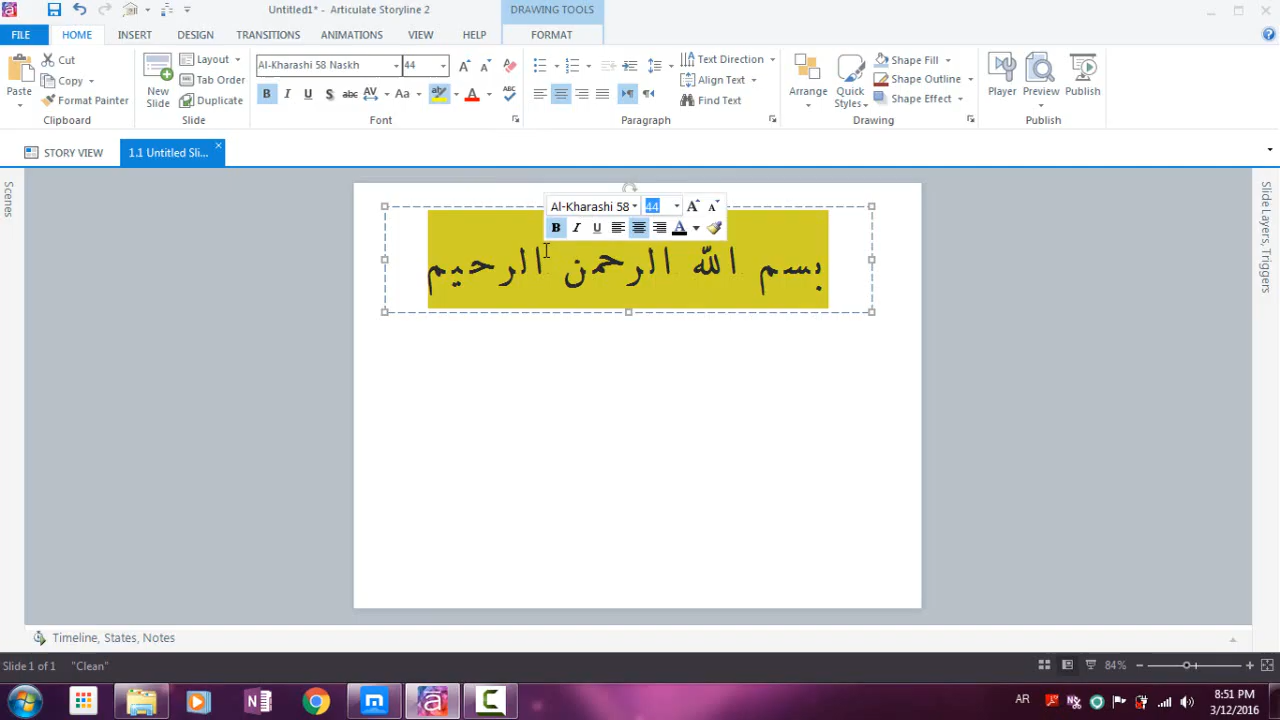 Untitled1* - Articulate Storyline 2
DRAWING TOOLS
FILE HOME INSERT DESIGN TRANSITIONS ANIMATIONS VIEW HELP FORMAT
Paste
Cut
Copy
Format Painter
Clipboard
New Slide
Layout
Tab Order
Duplicate
Slide
Al-Kharashi 58 Naskh 44
B I U S abc AV Aa A
Font
Text Direction
Align Text
Find Text
Paragraph
Arrange
Quick Styles
Shape Fill
Shape Outline
Shape Effect
Drawing
Player
Preview
Publish
Publish
STORY VIEW
1.1 Untitled Sli...
Scenes
Slide Layers, Triggers,
Al-Kharashi 58 44
B I U A
بسم الله الرحمن الرحيم
Timeline, States, Notes
Slide 1 of 1 "Clean" 84%
AR
8:51 PM
3/12/2016